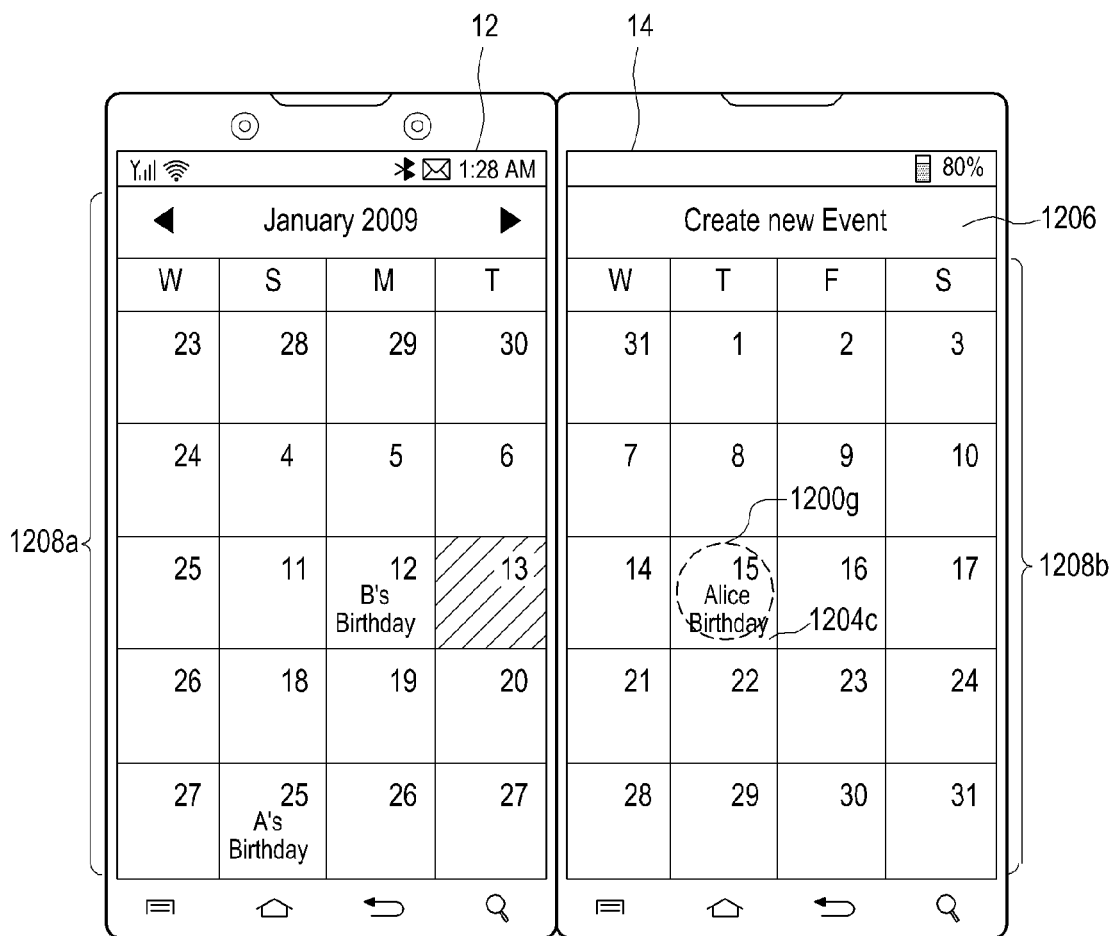 12 14
1:28 AM 80%
January 2009 Create new Event 1206
W S M T W T F S
23 28 29 30 31 1 2 3
24 4 5 6 7 8 9 10
1200g
1208a 25 11 12 13 14 15 16 17 1208b
B's Alice
Birthday Birthday 1204c
26 18 19 20 21 22 23 24
27 25 26 27 28 29 30 31
A's
Birthday